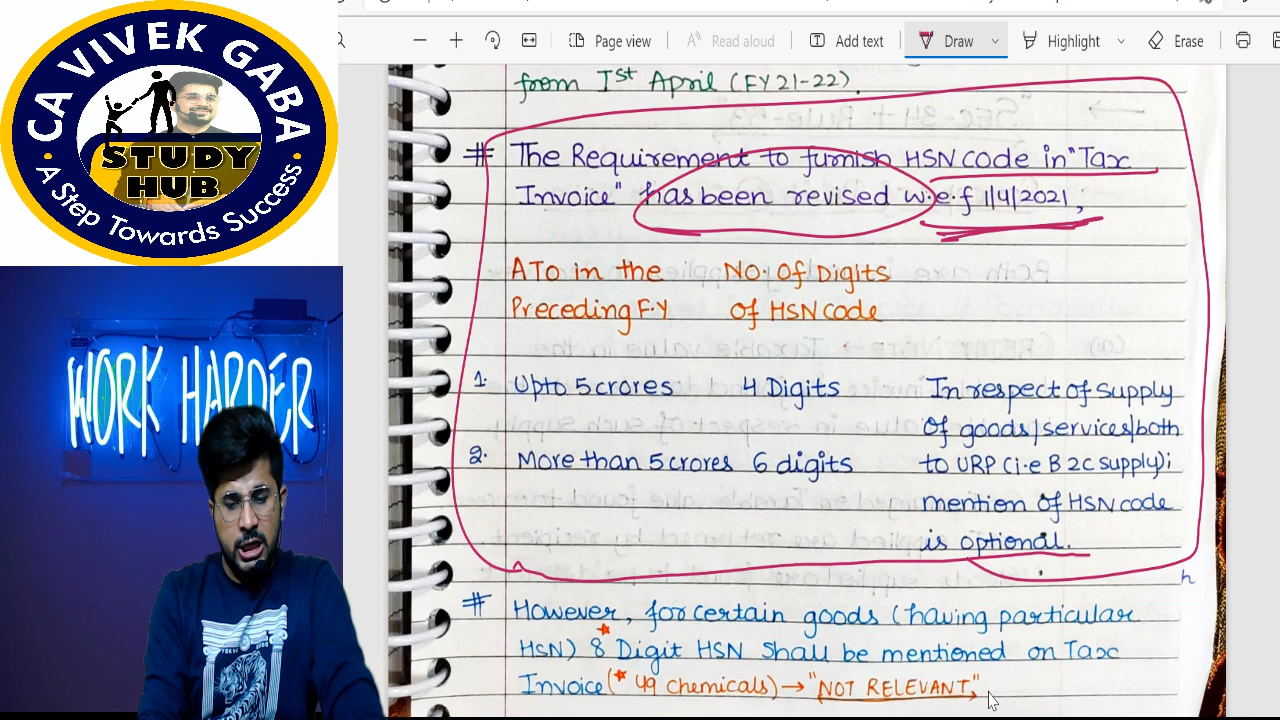 CA VIVEK GABA
STUDY
HUB
A Step Towards Success
WORK HARDER
Page view
Read aloud
Add text
Draw
Highlight
Erase
from Ist April (FY21-22).
# The Requirement to furnish HSN code in "Tax
Invoice" has been revised w.e.f 1/4/2021,
ATO in the No. Of Digits
Preceding F.Y Of HSN code
1. Upto 5 crores 4 Digits In respect of Supply
Of goods/services/both
2. More than 5 crores 6 digits to URP (i.e B2C supply);
mention of HSN code
is optional.
h
# However, for certain goods (having particular
HSN) 8* Digit HSN Shall be mentioned on Tax
Invoice (* 49 chemicals) → "NOT RELEVANT,"